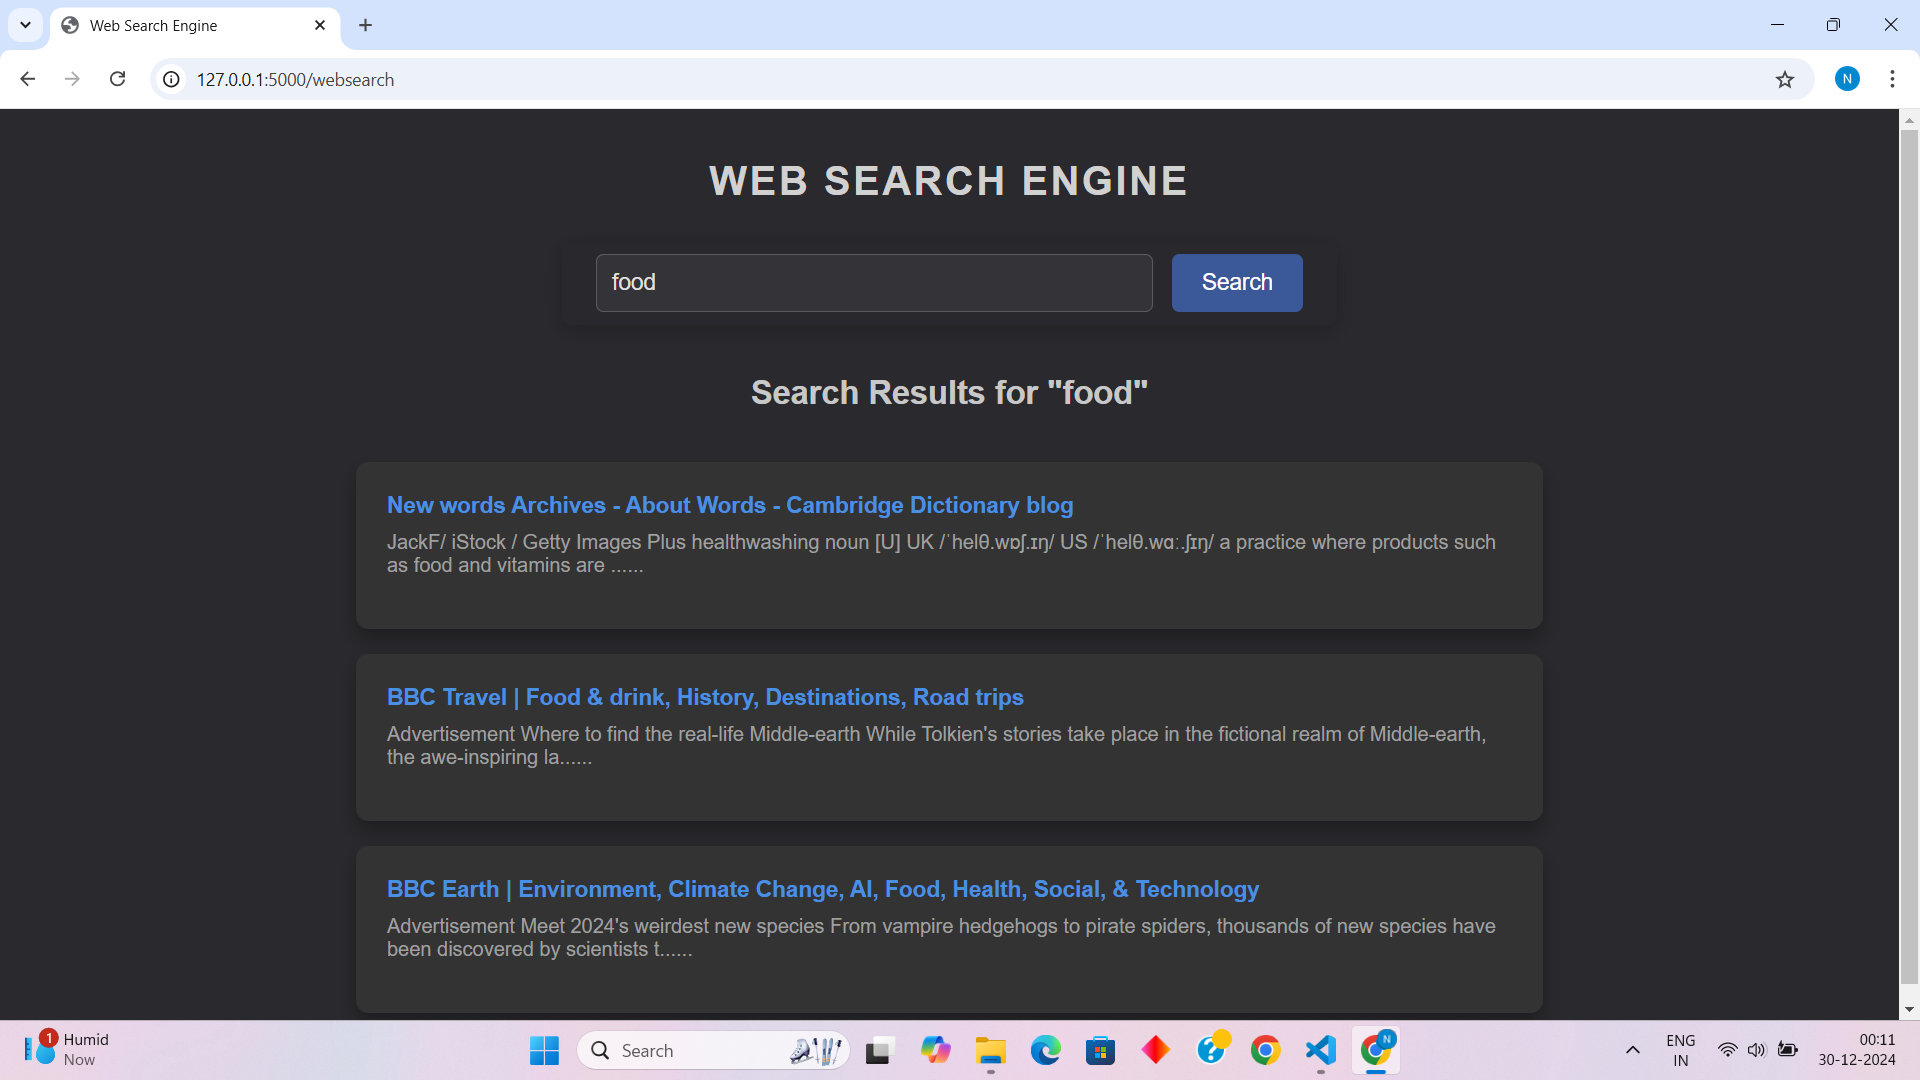 Web Search Engine
127.0.0.1:5000/websearch
N
WEB SEARCH ENGINE
food
Search
Search Results for "food"
New words Archives - About Words - Cambridge Dictionary blog
JackF/ iStock / Getty Images Plus healthwashing noun [U] UK /ˈhelθ.wɒʃ.ɪŋ/ US /ˈhelθ.wɑː.ʃɪŋ/ a practice where products such
as food and vitamins are ......
BBC Travel | Food & drink, History, Destinations, Road trips
Advertisement Where to find the real-life Middle-earth While Tolkien's stories take place in the fictional realm of Middle-earth,
the awe-inspiring la......
BBC Earth | Environment, Climate Change, AI, Food, Health, Social, & Technology
Advertisement Meet 2024's weirdest new species From vampire hedgehogs to pirate spiders, thousands of new species have
been discovered by scientists t......
1
Humid
Now
Search
N
ENG
IN
00:11
30-12-2024